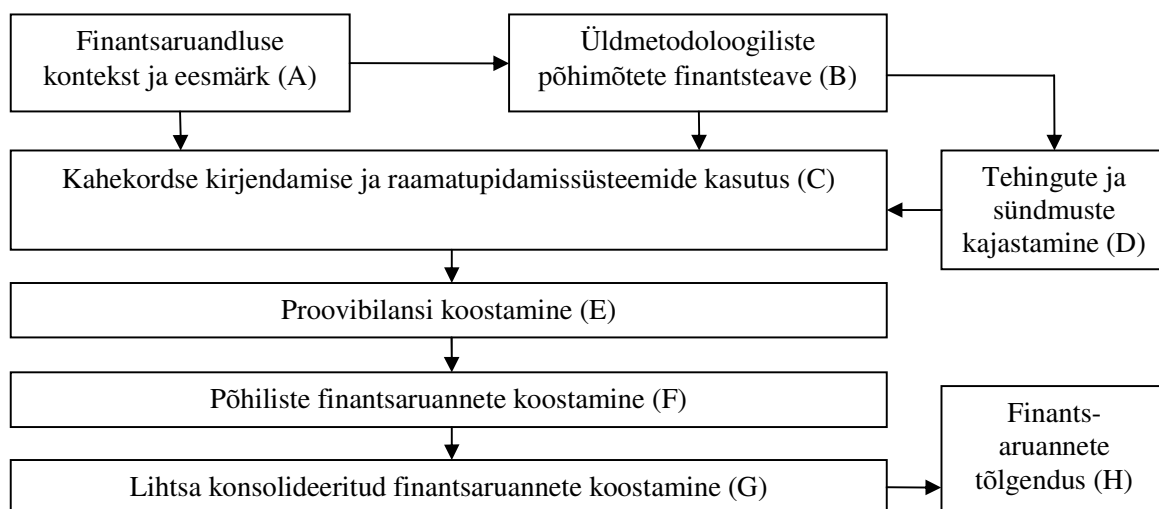 Finantsaruandluse
kontekst ja eesmärk (A)
Üldmetodoloogiliste
põhimõtete finantsteave (B)
Kahekordse kirjendamise ja raamatupidamissüsteemide kasutus (C)
Tehingute ja
sündmuste
kajastamine (D)
Proovibilansi koostamine (E)
Põhiliste finantsaruannete koostamine (F)
Lihtsa konsolideeritud finantsaruannete koostamine (G)
Finants-
aruannete
tõlgendus (H)